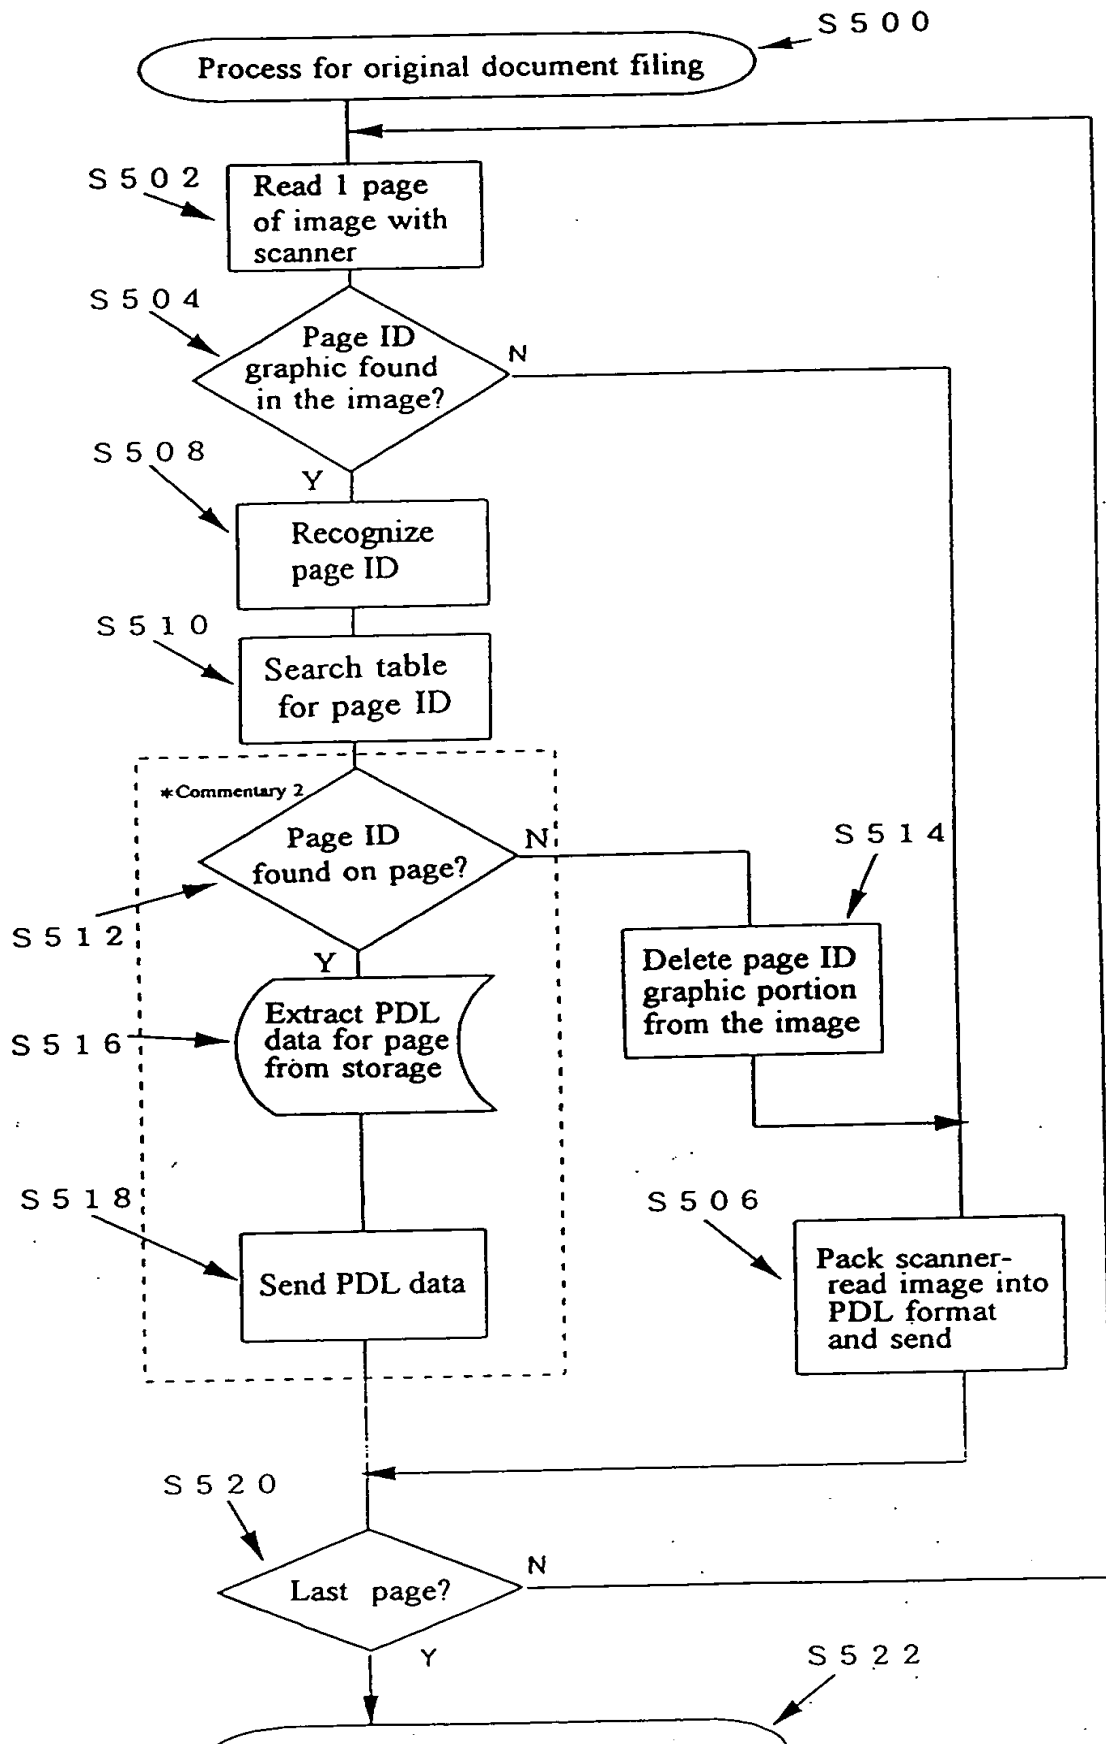 S500
Process for original document filing
S502
Read 1 page
of image with
scanner
S504
Page ID
graphic found
in the image?
N
Y
S508
Recognize
page ID
S510
Search table
for page ID
*Commentary 2
Page ID
found on page?
N
Y
S512
S514
Delete page ID
graphic portion
from the image
S516
Extract PDL
data for page
from storage
S518
Send PDL data
S506
Pack scanner-
read image into
PDL format
and send
S520
Last page?
N
Y
S522